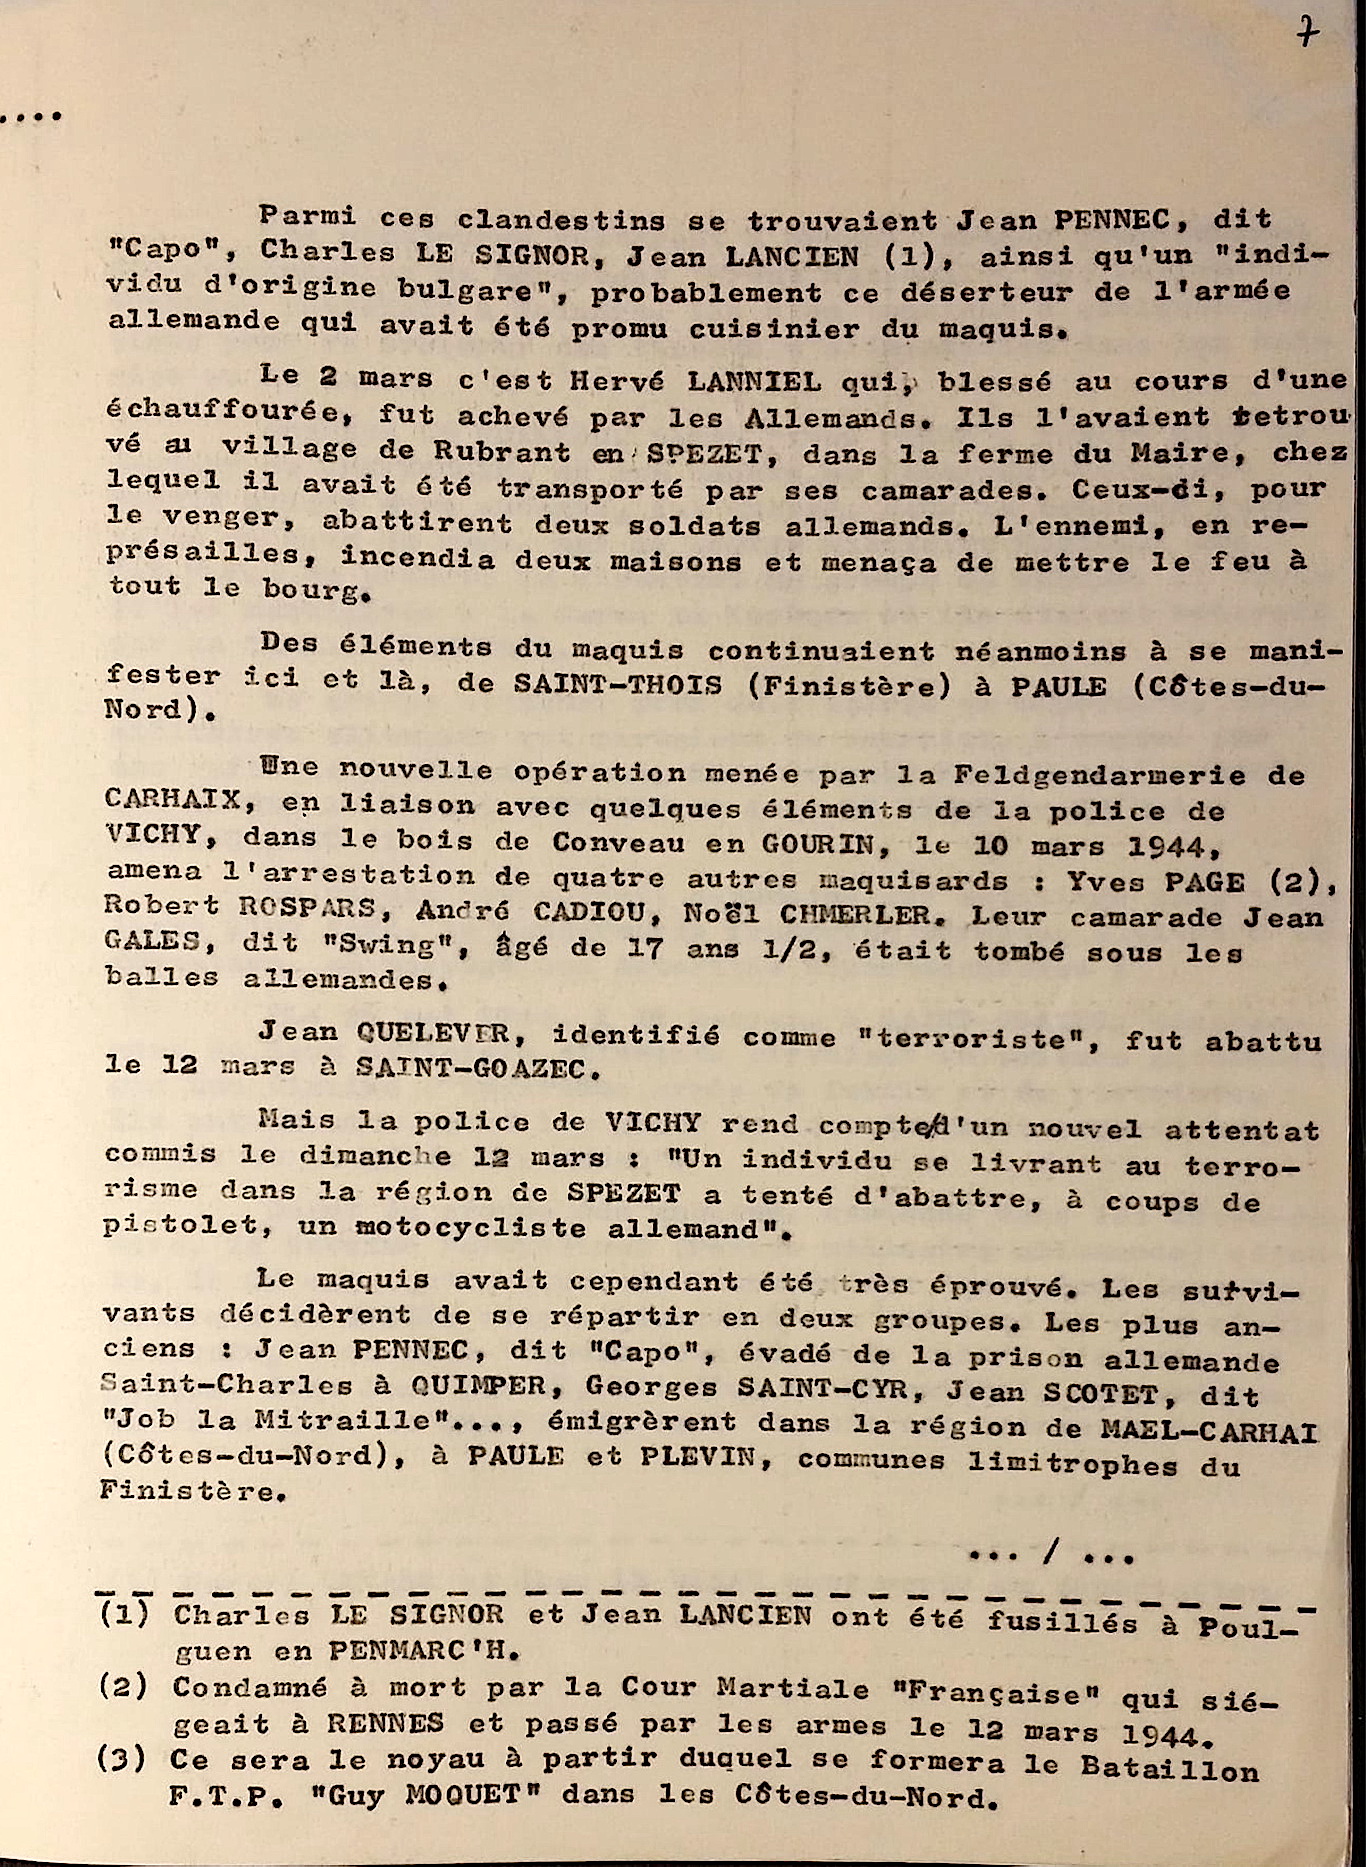 7
....
Parmi ces clandestins se trouvaient Jean PENNEC, dit
"Capo", Charles LE SIGNOR, Jean LANCIEN (1), ainsi qu'un "indi-
vidu d'origine bulgare", probablement ce déserteur de l'armée
allemande qui avait été promu cuisinier du maquis.
Le 2 mars c'est Hervé LANNIEL qui, blessé au cours d'une
échauffourée, fut achevé par les Allemands. Ils l'avaient retrou
vé au village de Rubrant en SPEZET, dans la ferme du Maire, chez
lequel il avait été transporté par ses camarades. Ceux-di, pour
le venger, abattirent deux soldats allemands. L'ennemi, en re-
présailles, incendia deux maisons et menaça de mettre le feu à
tout le bourg.
Des éléments du maquis continuaient néanmoins à se mani-
fester ici et là, de SAINT-THOIS (Finistère) à PAULE (Côtes-du-
Nord).
Une nouvelle opération menée par la Feldgendarmerie de
CARHAIX, en liaison avec quelques éléments de la police de
VICHY, dans le bois de Conveau en GOURIN, le 10 mars 1944,
amena l'arrestation de quatre autres maquisards : Yves PAGE (2),
Robert ROSPARS, André CADIOU, Noël CHMERLER. Leur camarade Jean
GALES, dit "Swing", âgé de 17 ans 1/2, était tombé sous les
balles allemandes.
Jean QUELEVER, identifié comme "terroriste", fut abattu
le 12 mars à SAINT-GOAZEC.
Mais la police de VICHY rend compte/d'un nouvel attentat
commis le dimanche 12 mars : "Un individu se livrant au terro-
risme dans la région de SPEZET a tenté d'abattre, à coups de
pistolet, un motocycliste allemand".
Le maquis avait cependant été très éprouvé. Les survi-
vants décidèrent de se répartir en deux groupes. Les plus an-
ciens : Jean PENNEC, dit "Capo", évadé de la prison allemande
Saint-Charles à QUIMPER, Georges SAINT-CYR, Jean SCOTET, dit
"Job la Mitraille"..., émigrèrent dans la région de MAEL-CARHAI
(Côtes-du-Nord), à PAULE et PLEVIN, communes limitrophes du
Finistère.
... / ...
(1) Charles LE SIGNOR et Jean LANCIEN ont été fusillés à Poul-
guen en PENMARC'H.
(2) Condamné à mort par la Cour Martiale "Française" qui sié-
geait à RENNES et passé par les armes le 12 mars 1944.
(3) Ce sera le noyau à partir duquel se formera le Bataillon
F.T.P. "Guy MOQUET" dans les Côtes-du-Nord.